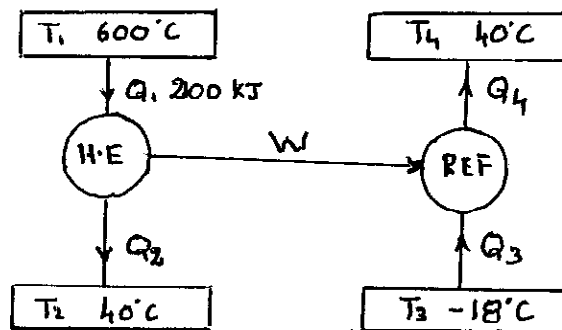 T₁ 600°C
T₄ 40°C
Q₁ 200 kJ
Q₄
H·E
W
REF
Q₂
Q₃
T₂ 40°C
T₃ -18°C